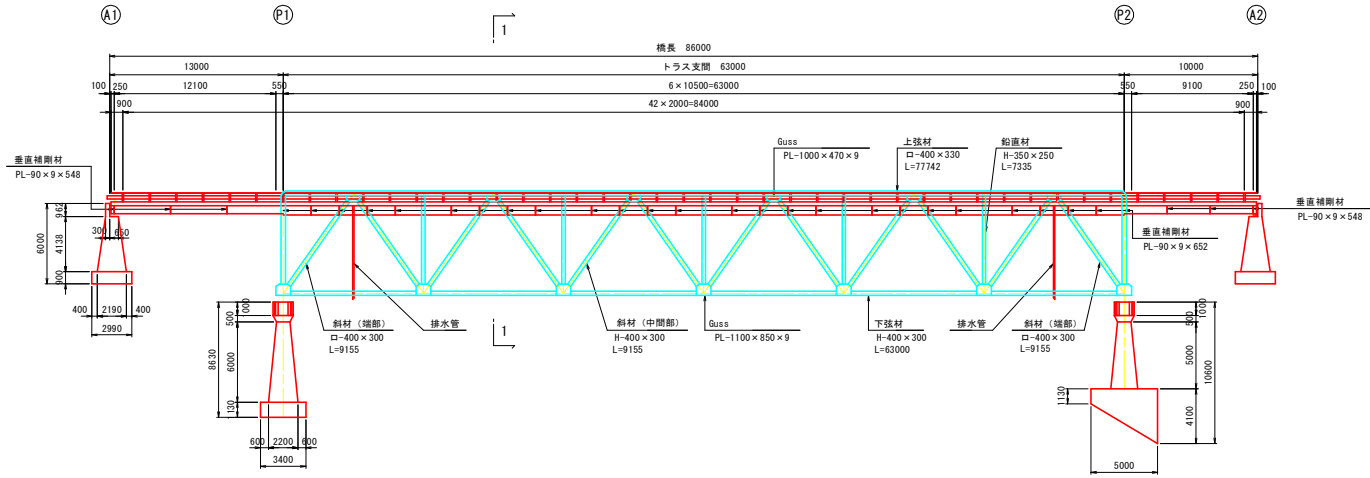 A1
P1
P2
A2
1
橋長 86000
13000
トラス支間 63000
10000
100
250
12100
550
6×10500=63000
550
9100
250
100
900
42×2000=84000
900
垂直補剛材
PL-90×9×548
Guss
PL-1000×470×9
上弦材
ロ-400×330
L=77742
鉛直材
H-350×250
L=7335
垂直補剛材
PL-90×9×548
垂直補剛材
PL-90×9×652
962
300
650
6000
4138
900
400
2190
400
2990
斜材（端部）
ロ-400×300
L=9155
排水管
1
斜材（中間部）
H-400×300
L=9155
Guss
PL-1100×850×9
下弦材
H-400×300
L=63000
排水管
斜材（端部）
ロ-400×300
L=9155
1000
500
8630
6000
1130
600
2200
600
3400
1000
500
5000
10600
1130
4100
5000